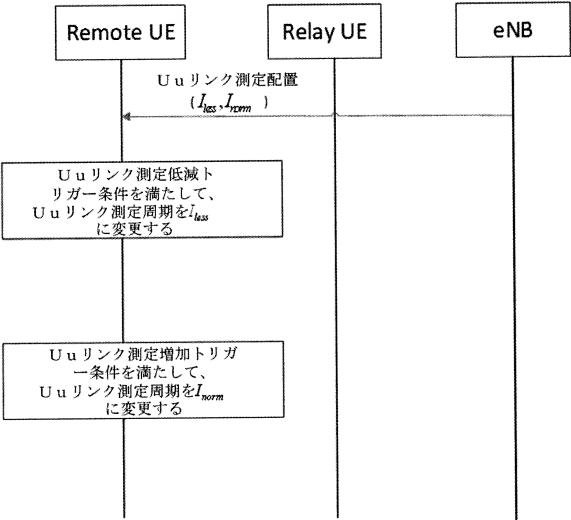 Remote UE
Relay UE
eNB
Uuリンク測定配置
(I_less, I_norm)
Uuリンク測定低減ト
リガー条件を満たして、
Uuリンク測定周期をI_less
に変更する
Uuリンク測定増加トリガ
ー条件を満たして、
Uuリンク測定周期をI_norm
に変更する